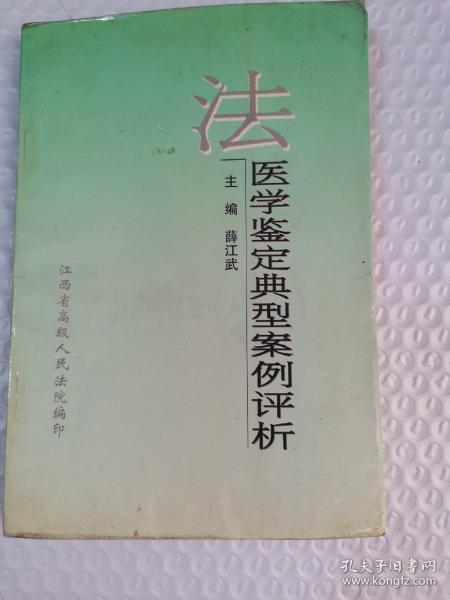 法医学鉴定典型案例评析
主编 薛江武
江西省高级人民法院编印
孔夫子旧书网
www.kongfz.com